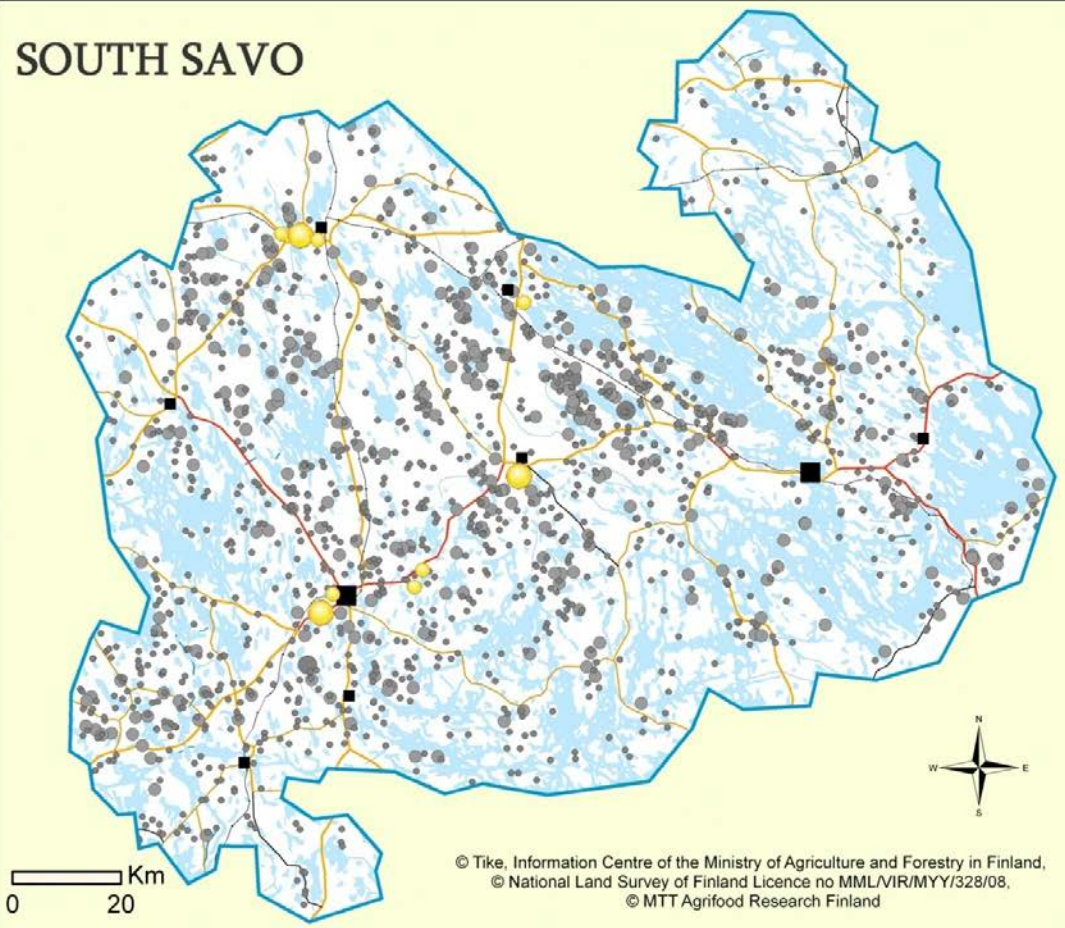 SOUTH SAVO
N
W E
S
Km
0 20
© Tike, Information Centre of the Ministry of Agriculture and Forestry in Finland,
© National Land Survey of Finland Licence no MML/VIR/MYY/328/08,
© MTT Agrifood Research Finland